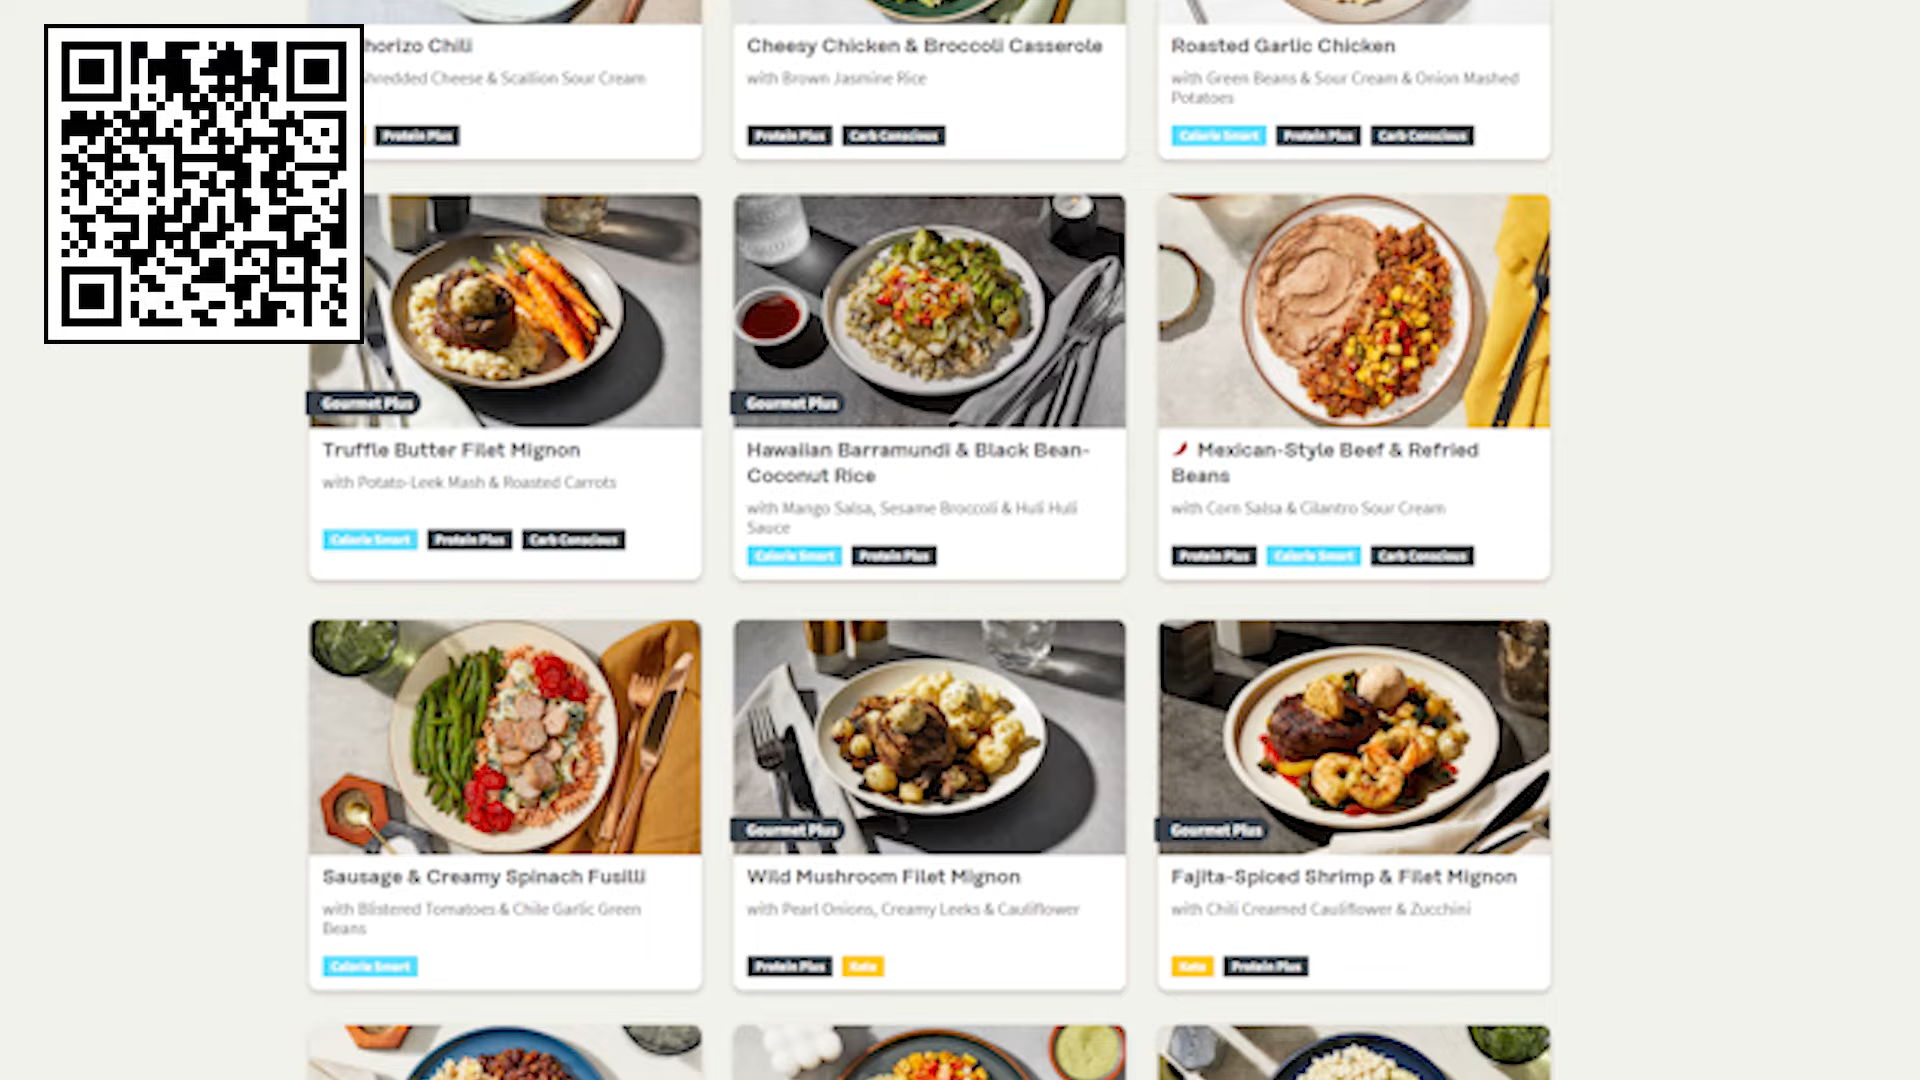 horizo Chili
hredded Cheese & Scallion Sour Cream
Protein Plus
Cheesy Chicken & Broccoli Casserole
with Brown Jasmine Rice
Protein Plus Carb Conscious
Roasted Garlic Chicken
with Green Beans & Sour Cream & Onion Mashed
Potatoes
Calorie Smart Protein Plus Carb Conscious
Gourmet Plus
Truffle Butter Filet Mignon
with Potato-Leek Mash & Roasted Carrots
Calorie Smart Protein Plus Carb Conscious
Gourmet Plus
Hawaiian Barramundi & Black Bean-
Coconut Rice
with Mango Salsa, Sesame Broccoli & Huli Huli
Sauce
Calorie Smart Protein Plus
Mexican-Style Beef & Refried
Beans
with Corn Salsa & Cilantro Sour Cream
Protein Plus Calorie Smart Carb Conscious
Sausage & Creamy Spinach Fusilli
with Blistered Tomatoes & Chile Garlic Green
Beans
Calorie Smart
Gourmet Plus
Wild Mushroom Filet Mignon
with Pearl Onions, Creamy Leeks & Cauliflower
Protein Plus Keto
Gourmet Plus
Fajita-Spiced Shrimp & Filet Mignon
with Chili Creamed Cauliflower & Zucchini
Keto Protein Plus